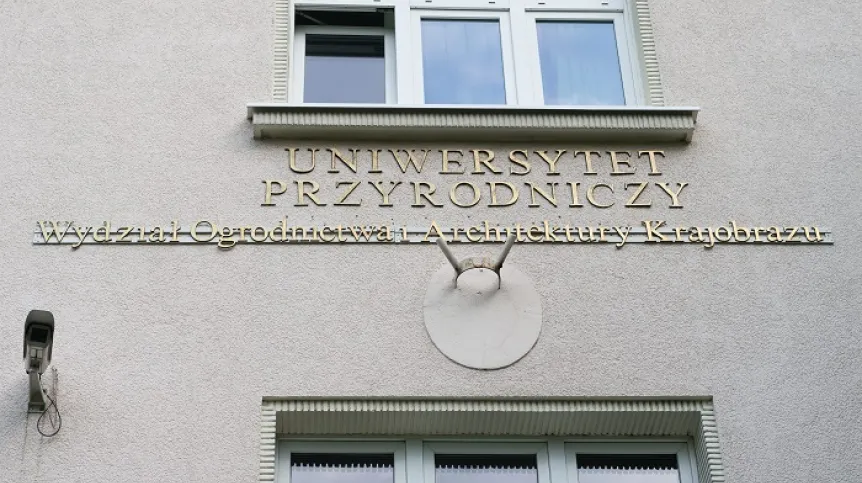 UNIWERSYTET
PRZYRODNICZY
Wydział Ogrodnictwa i Architektury Krajobrazu